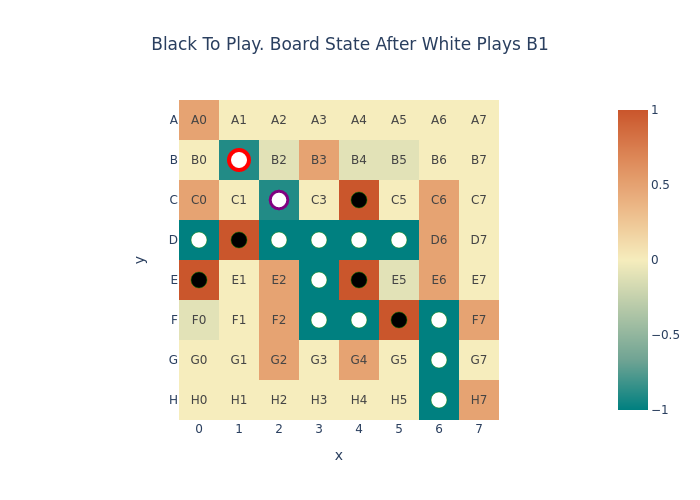 Black To Play. Board State After White Plays B1
A A0 A1 A2 A3 A4 A5 A6 A7
B B0 B2 B3 B4 B5 B6 B7
C C0 C1 C3 C5 C6 C7
D D6 D7
E E1 E2 E5 E6 E7
F F0 F1 F2 F7
G G0 G1 G2 G3 G4 G5 G7
H H0 H1 H2 H3 H4 H5 H7
0 1 2 3 4 5 6 7
x
y
1
0.5
0
−0.5
−1